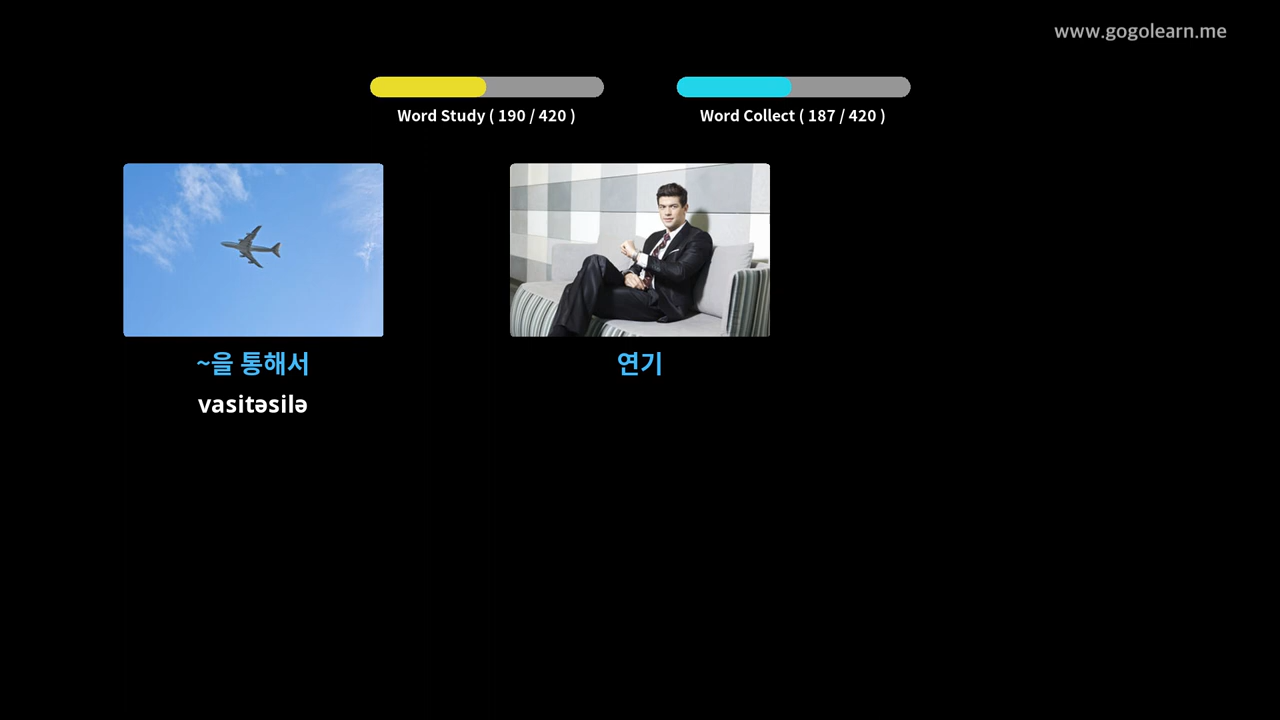 www.gogolearn.me
Word Study ( 190 / 420 )
Word Collect ( 187 / 420 )
~을 통해서
vasitəsilə
연기